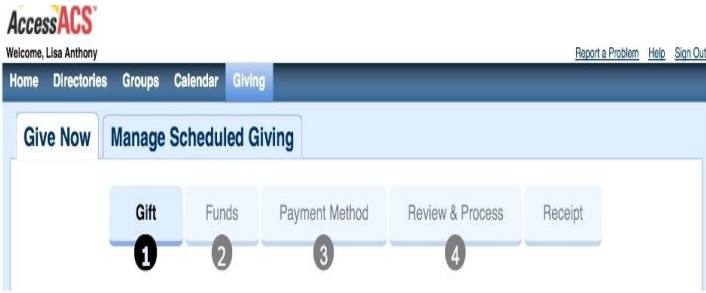 AccessACS
Welcome, Lisa Anthony
Report a Problem Help Sign Out
Home Directories Groups Calendar Giving
Give Now Manage Scheduled Giving
Gift Funds Payment Method Review & Process Receipt
1 2 3 4